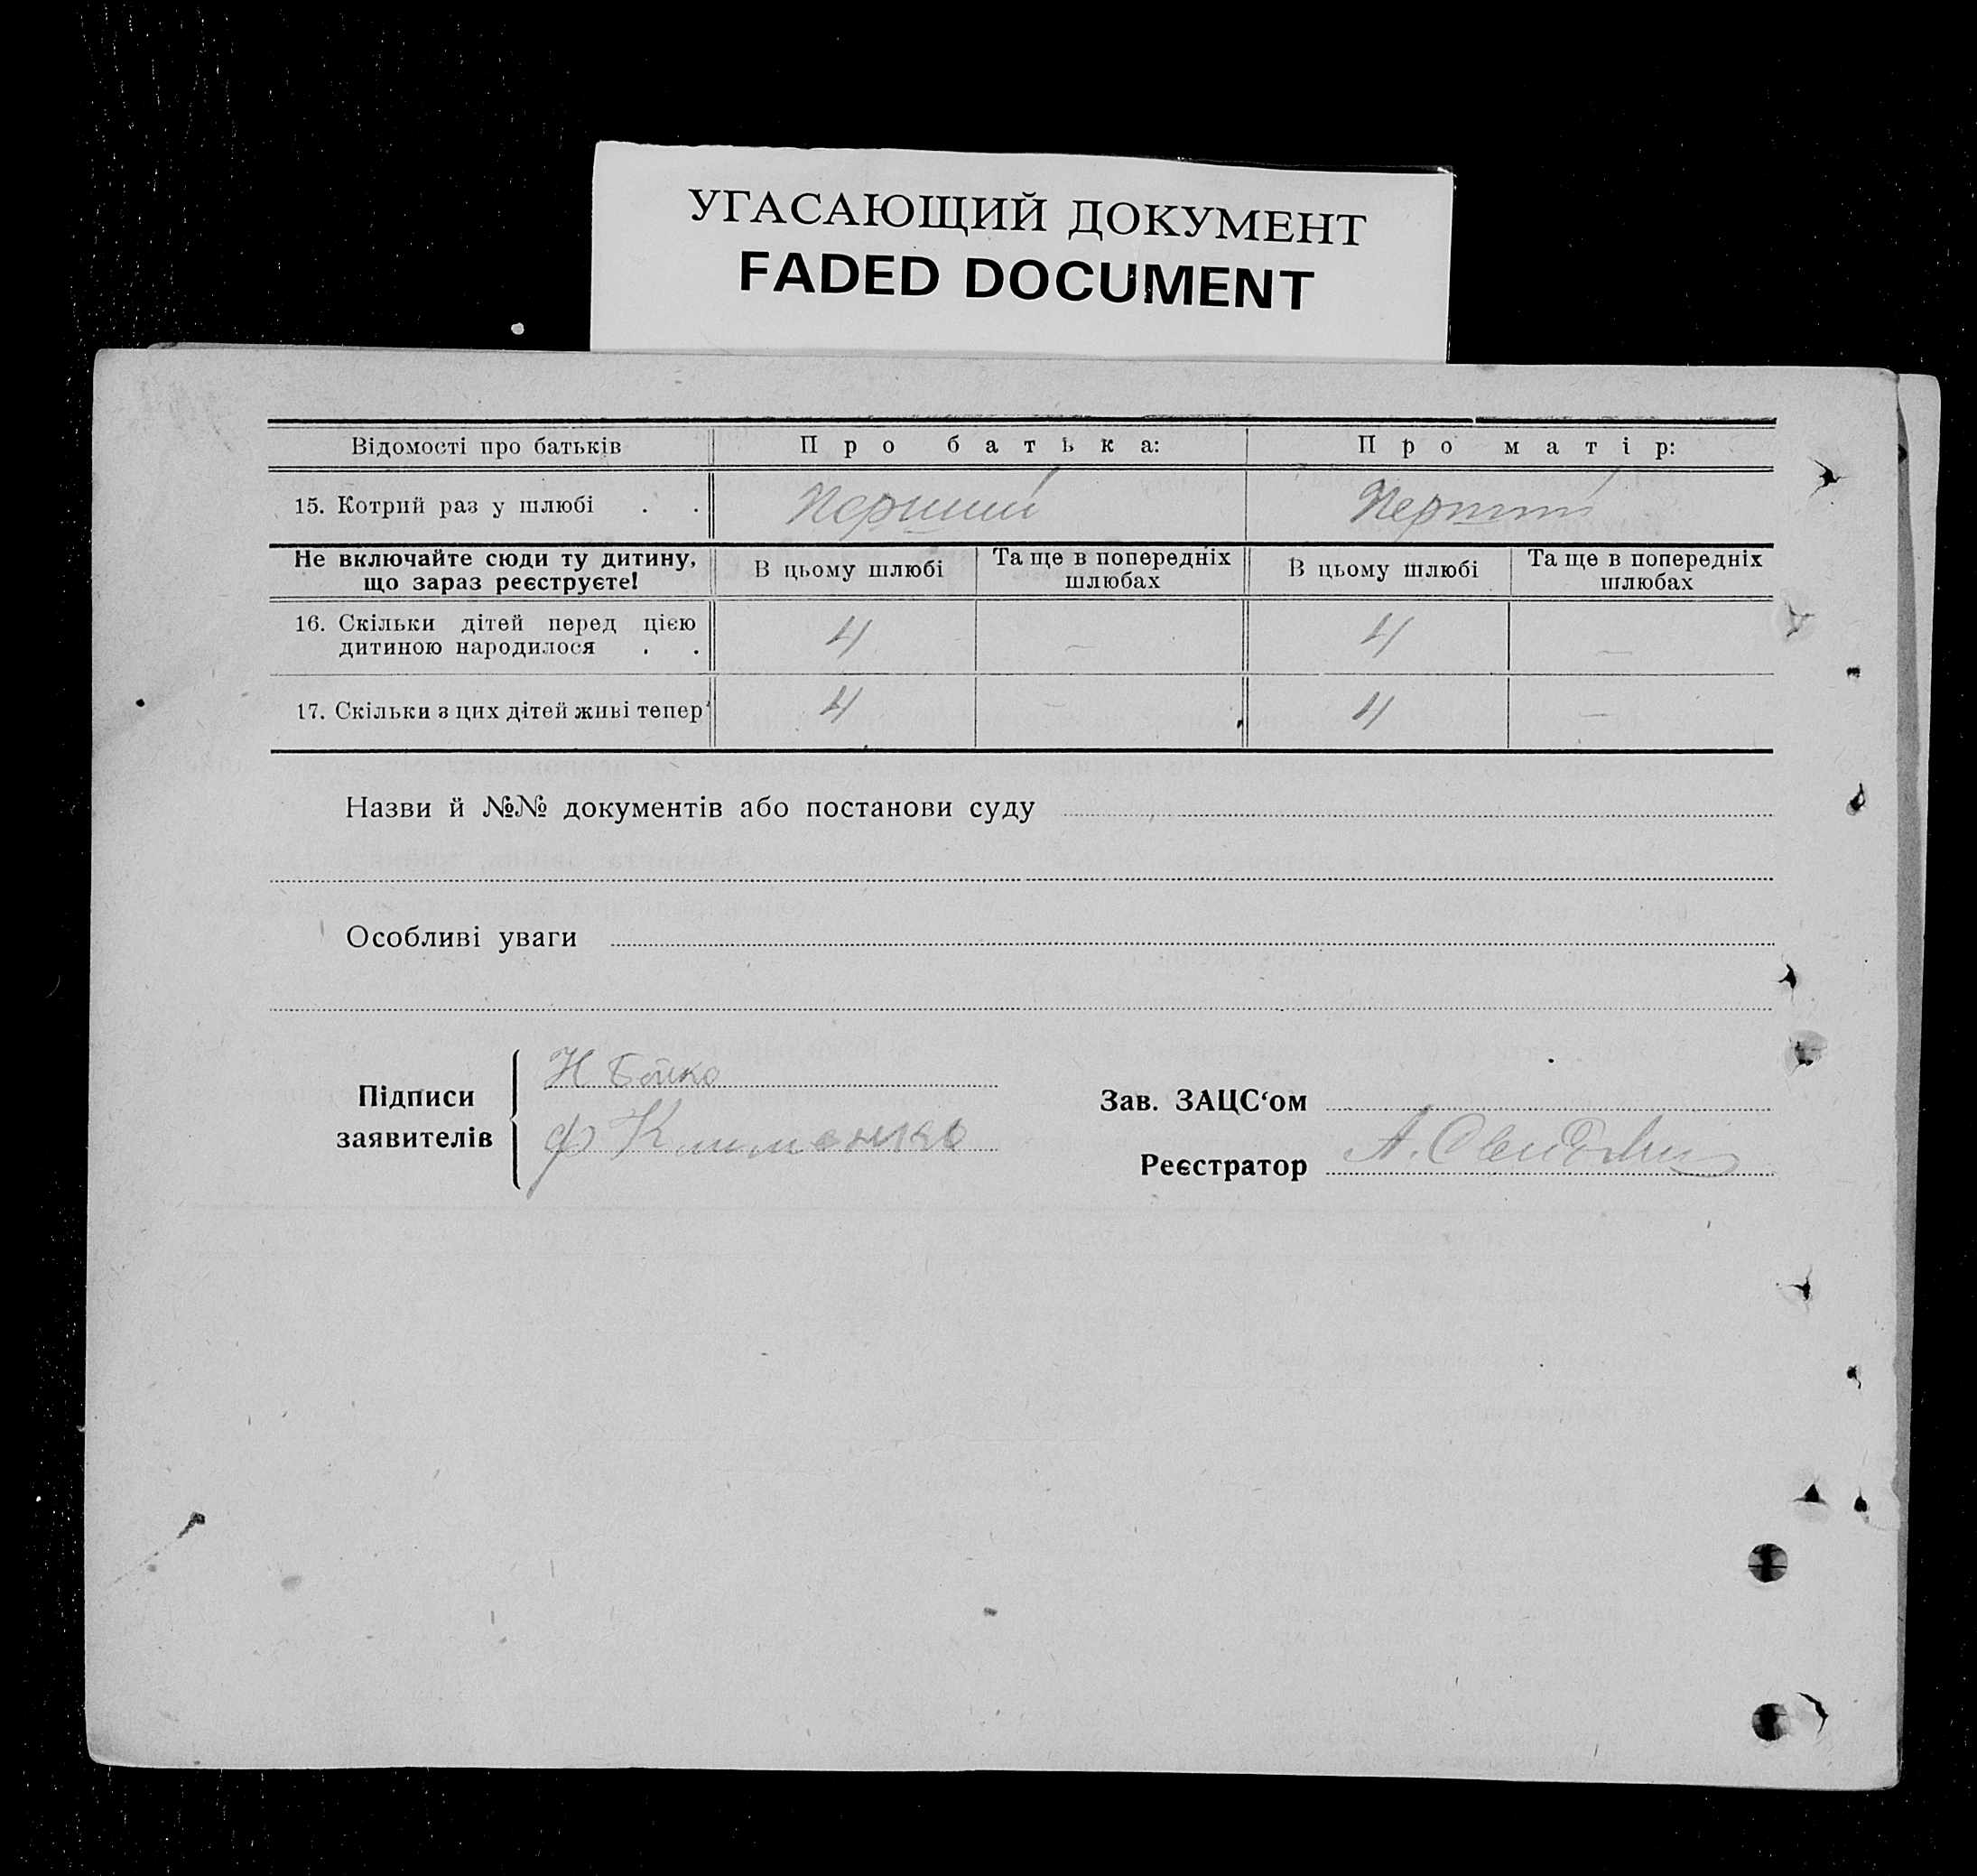 УГАСАЮЩИЙ ДОКУМЕНТ
FADED DOCUMENT
Відомості про батьків Про батька: Про матір:
15. Котрий раз у шлюбі . . Перший Перший
Не включайте сюди ту дитину, що зараз реєструєте! В цьому шлюбі Та ще в попередніх шлюбах В цьому шлюбі Та ще в попередніх шлюбах
16. Скільки дітей перед цією
дитиною народилося . . 4 — 4 —
17. Скільки з цих дітей живі тепер 4 — 4 —
Назви й №№ документів або постанови суду
Особливі уваги
Підписи заявителів
Н Бойко
Ф Клименко
Зав. ЗАЦС‘ом
Реєстратор А.